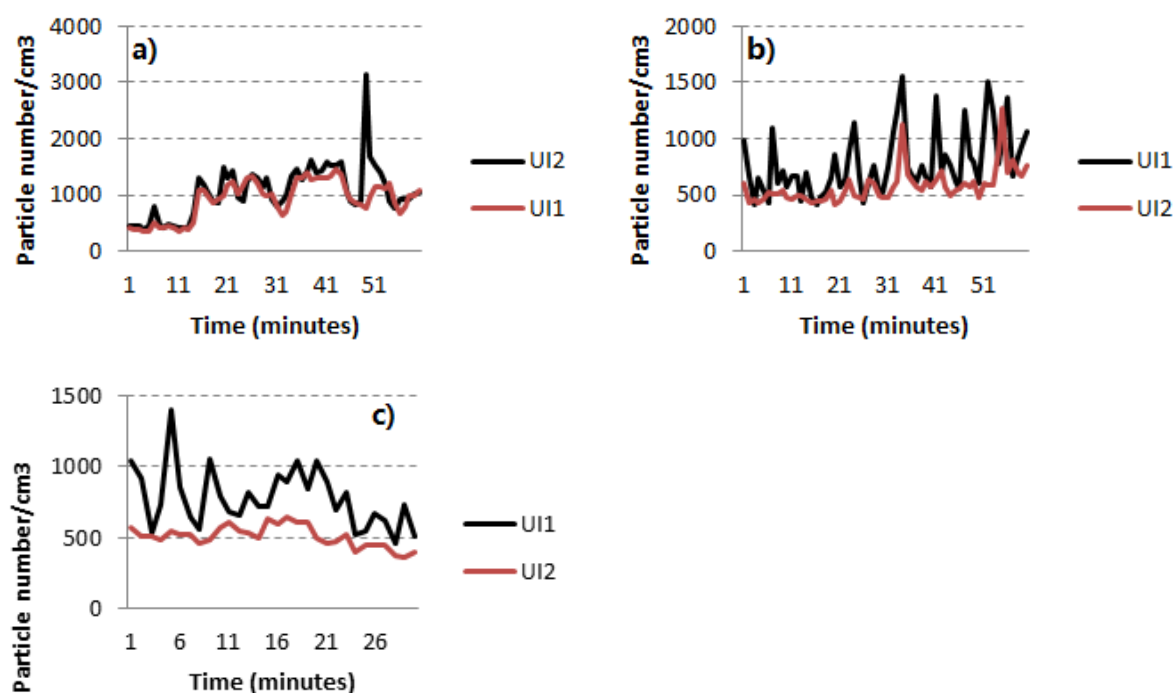 a)
Particle number/cm3
4000
3000
2000
1000
0
1 11 21 31 41 51
Time (minutes)
UI2
UI1
b)
Particle number/cm3
2000
1500
1000
500
0
1 11 21 31 41 51
Time (minutes)
UI1
UI2
c)
Particle number/cm3
1500
1000
500
0
1 6 11 16 21 26
Time (minutes)
UI1
UI2